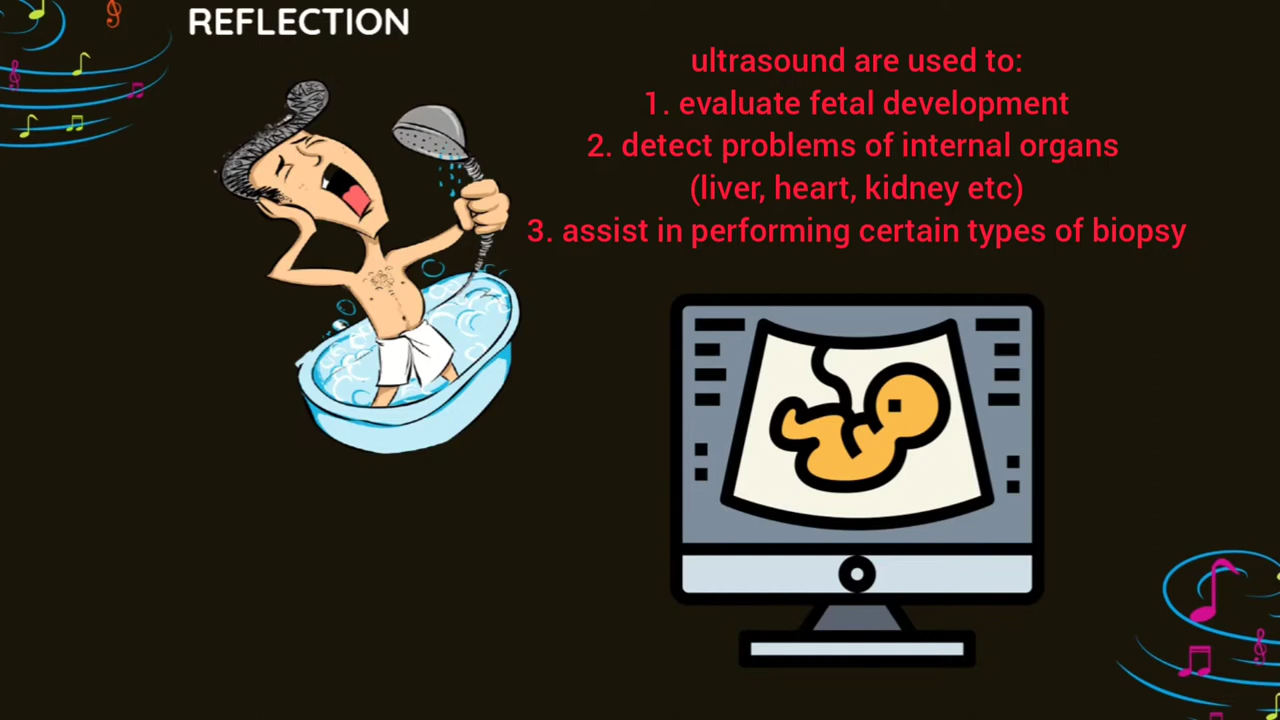 REFLECTION
ultrasound are used to:
1. evaluate fetal development
2. detect problems of internal organs
(liver, heart, kidney etc)
3. assist in performing certain types of biopsy